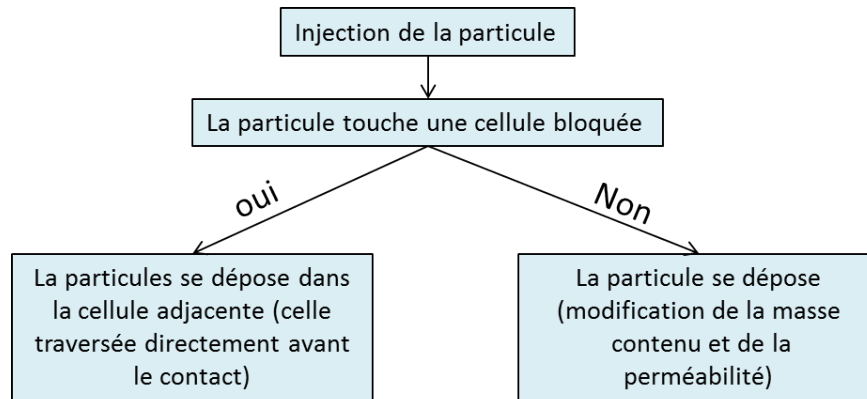 Injection de la particule
La particule touche une cellule bloquée
oui
Non
La particules se dépose dans
la cellule adjacente (celle
traversée directement avant
le contact)
La particule se dépose
(modification de la masse
contenu et de la
perméabilité)